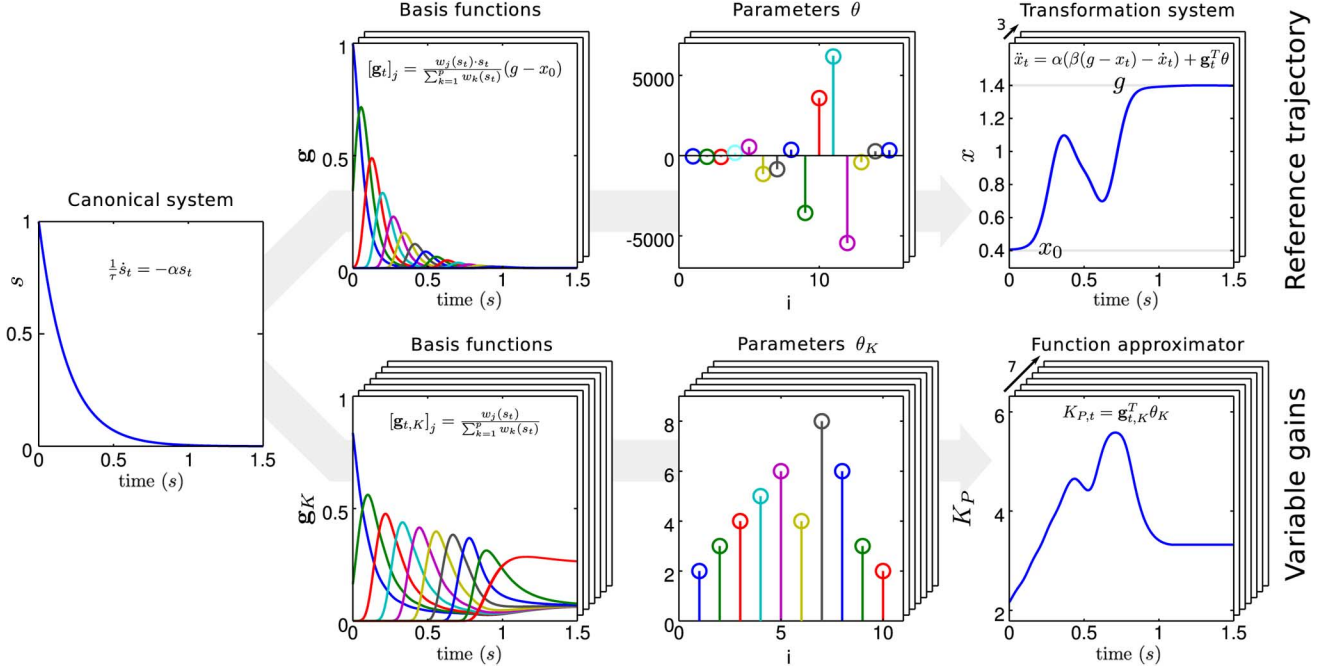 Basis functions
Parameters θ
Transformation system
3
[g_t]_j = w_j(s_t)·s_t / ∑_{k=1}^p w_k(s_t) (g − x_0)
ẍ_t = α(β(g − x_t) − ẋ_t) + g_t^T θ
g
x_0
1
0.5
0
g
0
0.5
1
1.5
time (s)
5000
0
-5000
10
i
1.4
1.2
1
0.8
0.6
0.4
x
0
0.5
1
1.5
time (s)
Reference trajectory
Canonical system
1/τ ṡ_t = −αs_t
1
0.5
0
s
0
0.5
1
1.5
time (s)
Basis functions
Parameters θ_K
Function approximator
7
[g_{t,K}]_j = w_j(s_t) / ∑_{k=1}^p w_k(s_t)
K_{P,t} = g_{t,K}^T θ_K
1
0.5
0
g_K
0
0.5
1
1.5
time (s)
8
6
4
2
0
0
5
10
i
6
4
2
K_P
0
0.5
1
1.5
time (s)
Variable gains